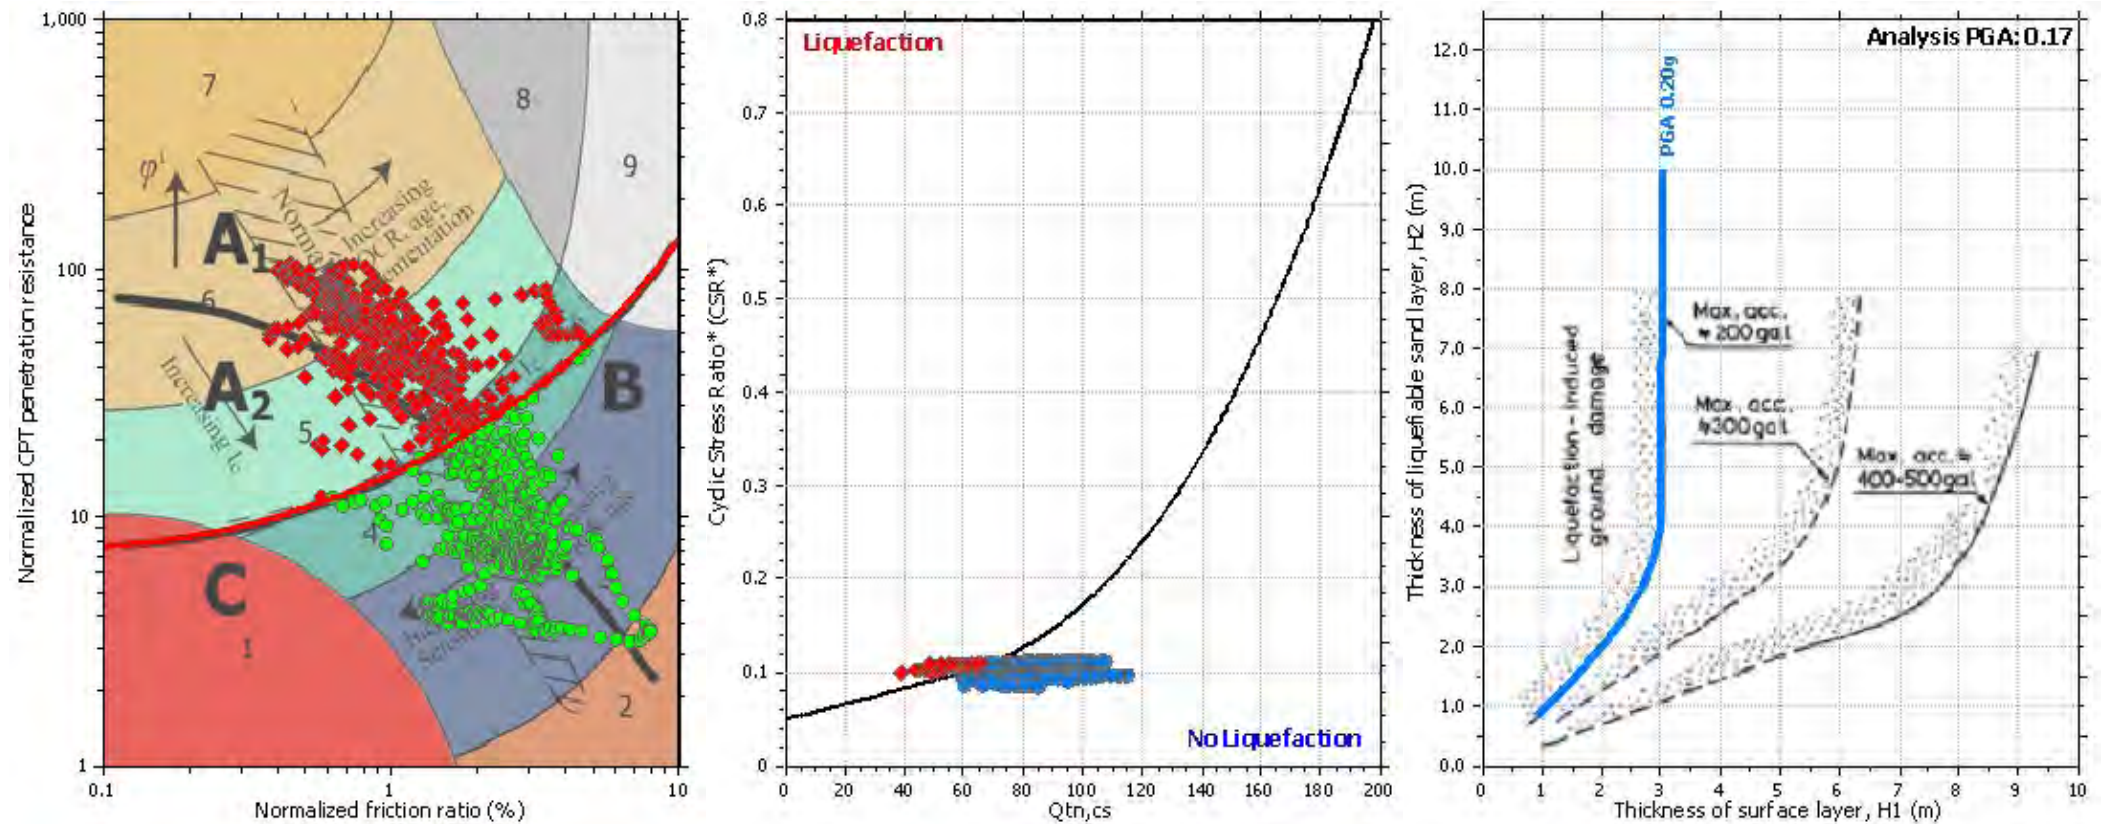 1,000
100
10
1
Normalized CPT penetration resistance
7
8
9
φ'
Increasing
OCR, age,
cementation
A1
6
A2
Increasing Ic
5
B
4
C
1
2
0.1
1
10
Normalized friction ratio (%)
Liquefaction
0.8
0.7
0.6
0.5
0.4
0.3
0.2
0.1
0
Cyclic Stress Ratio* (CSR*)
No Liquefaction
0 20 40 60 80 100 120 140 160 180 200
Qtn,cs
Analysis PGA: 0.17
PGA 0.20g
12.0
11.0
10.0
9.0
8.0
7.0
6.0
5.0
4.0
3.0
2.0
1.0
0.0
Thickness of liquefiable sand layer, H2 (m)
Liquefaction - induced
ground damage
Max. acc.
≒ 200 gal
Max. acc.
≒300gal
Max. acc. ≒
400-500gal
0 1 2 3 4 5 6 7 8 9 10
Thickness of surface layer, H1 (m)